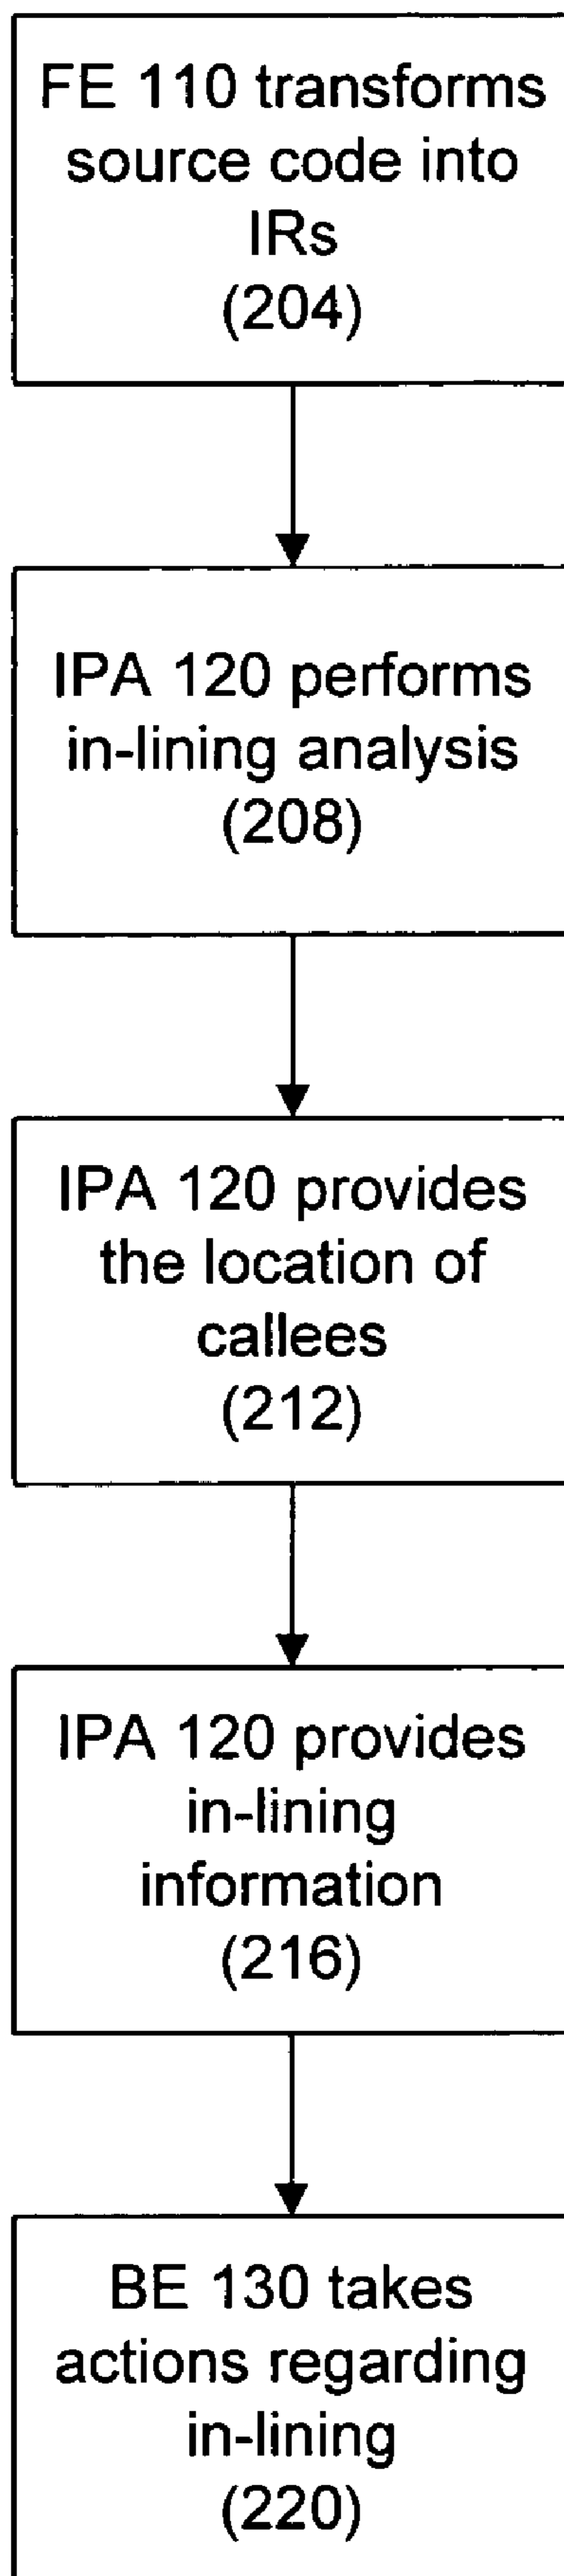 FE 110 transforms
source code into
IRs
(204)
IPA 120 performs
in-lining analysis
(208)
IPA 120 provides
the location of
callees
(212)
IPA 120 provides
in-lining
information
(216)
BE 130 takes
actions regarding
in-lining
(220)